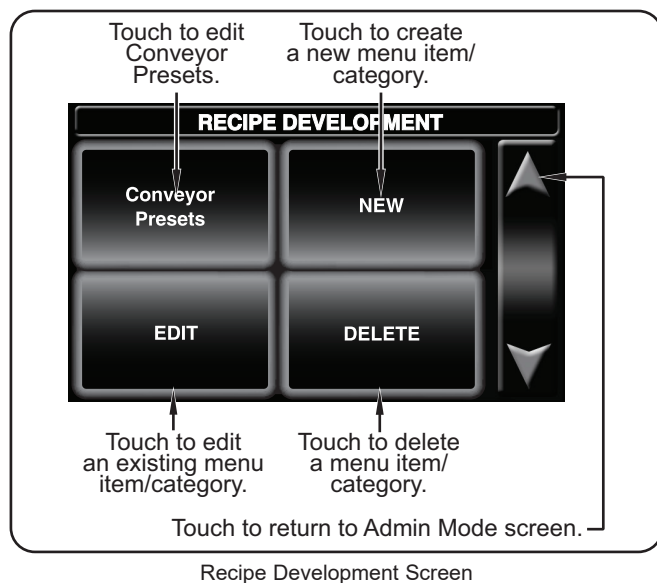 Touch to edit
Conveyor
Presets.
Touch to create
a new menu item/
category.
RECIPE DEVELOPMENT
Conveyor
Presets
NEW
EDIT
DELETE
Touch to edit
an existing menu
item/category.
Touch to delete
a menu item/
category.
Touch to return to Admin Mode screen.
Recipe Development Screen